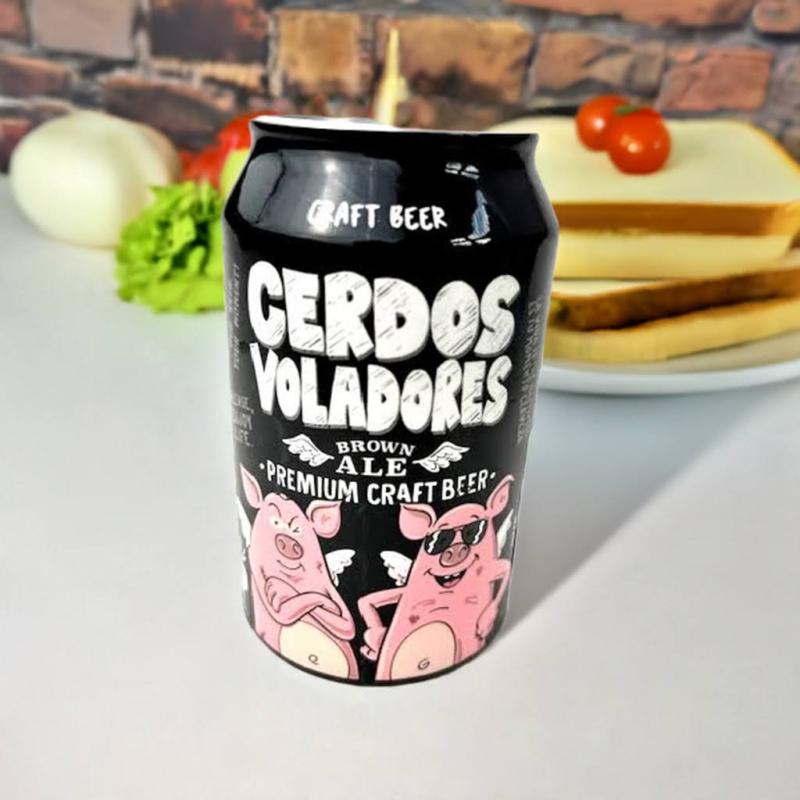 CRAFT BEER
CERDOS
VOLADORES
BROWN
ALE
•PREMIUM CRAFT BEER•